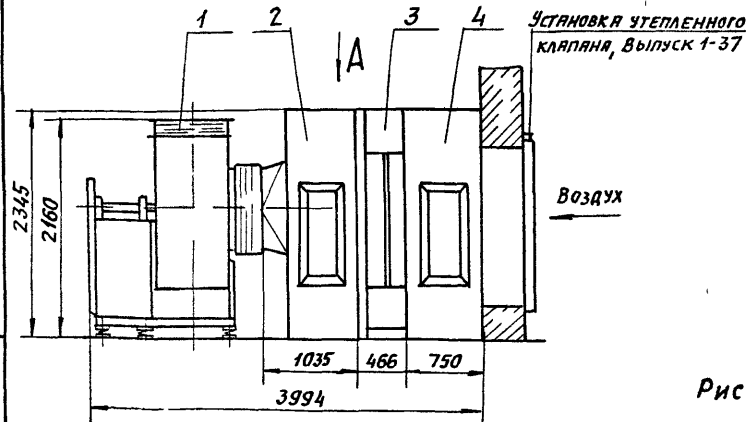 1 2 3 4
Установка утепленного
клапана, Выпуск 1-37
А
Воздух
2345
2160
1035 466 750
3994
Рис